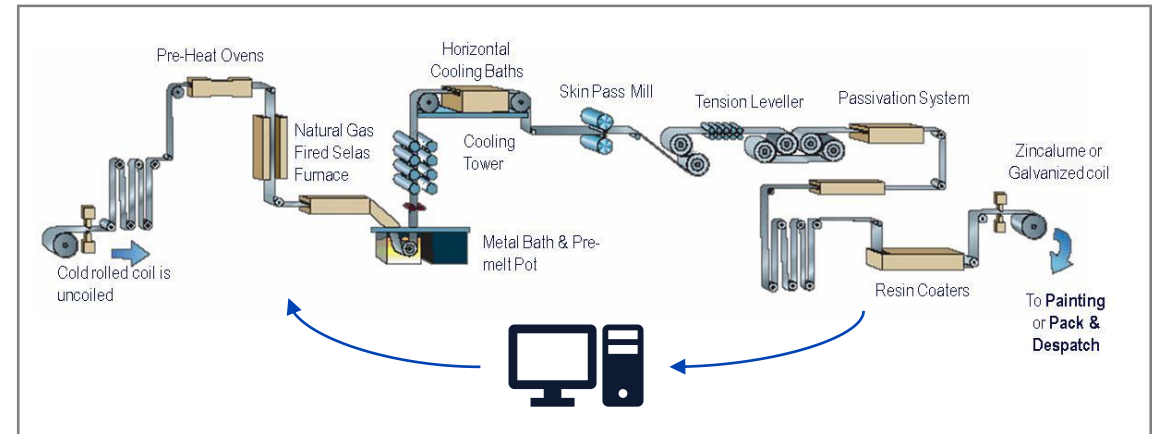 Pre-Heat Ovens
Horizontal
Cooling Baths
Skin Pass Mill
Tension Leveller
Passivation System
Natural Gas
Fired Selas
Furnace
Cooling
Tower
Zincalume or
Galvanized coil
Metal Bath & Pre-
melt Pot
Cold rolled coil is
uncoiled
Resin Coaters
To Painting
or Pack &
Despatch